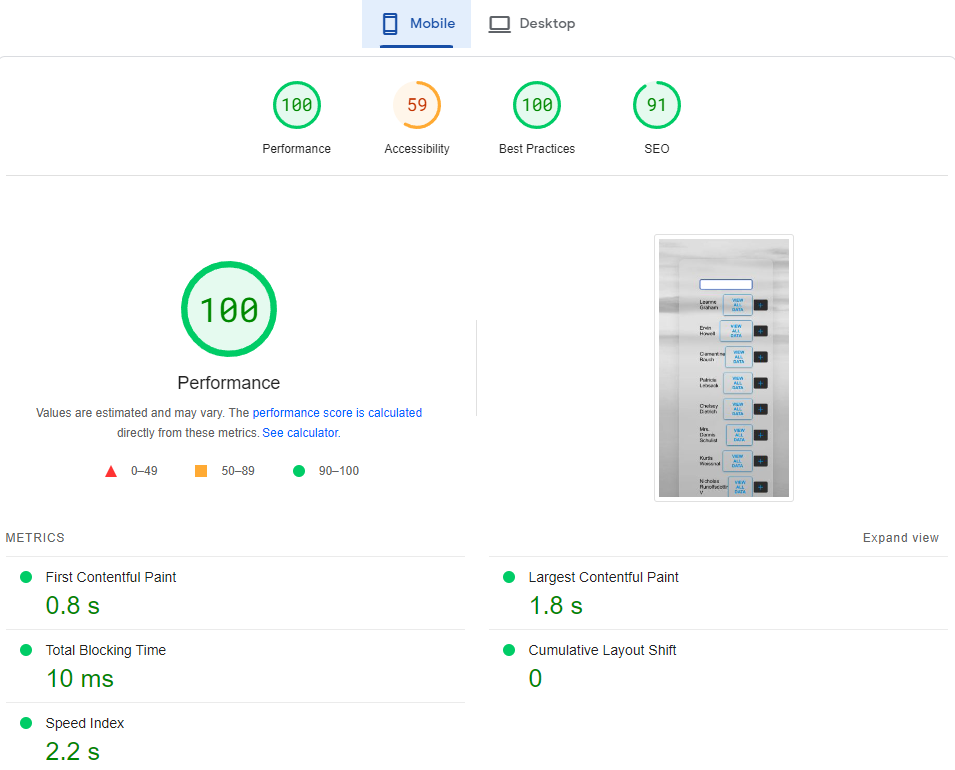 Mobile
Desktop
100
59
100
91
Performance
Accessibility
Best Practices
SEO
100
Performance
Values are estimated and may vary. The performance score is calculated
directly from these metrics. See calculator.
0–49
50–89
90–100
Leanne
Graham
VIEW
ALL
DATA
+
Ervin
Howell
VIEW
ALL
DATA
+
Clementine
Bauch
VIEW
ALL
DATA
+
Patricia
Lebsack
VIEW
ALL
DATA
+
Chelsey
Dietrich
VIEW
ALL
DATA
+
Mrs.
Dennis
Schulist
VIEW
ALL
DATA
+
Kurtis
Weissnat
VIEW
ALL
DATA
+
Nicholas
Runolfsdottir
V
VIEW
ALL
DATA
+
METRICS
Expand view
First Contentful Paint
0.8 s
Largest Contentful Paint
1.8 s
Total Blocking Time
10 ms
Cumulative Layout Shift
0
Speed Index
2.2 s